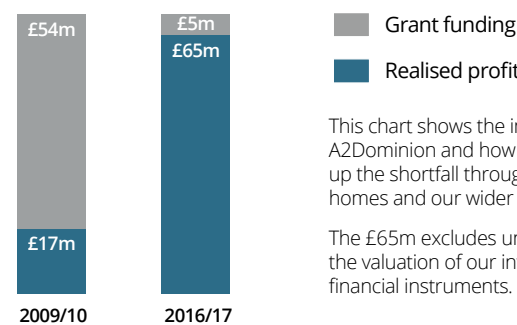 £54m
£17m
2009/10
£5m
£65m
2016/17
Grant funding
Realised profit
This chart shows the
A2Dominion and how
up the shortfall
homes and our wider
The £65m excludes
the valuation of our
financial instruments.